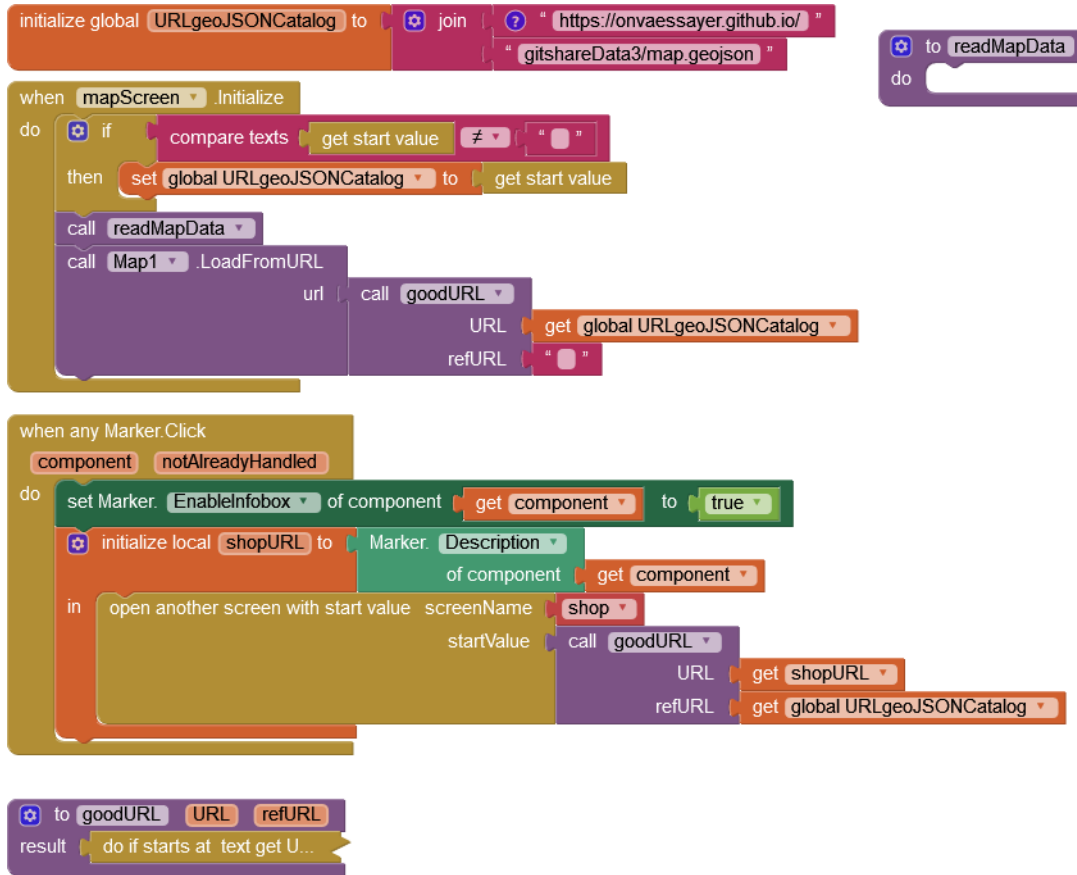 initialize global URLgeoJSONCatalog to join " https://onvaessayer.github.io/ "
" gitshareData3/map.geojson "
to readMapData
do
when mapScreen .Initialize
do if compare texts get start value ≠ " "
then set global URLgeoJSONCatalog to get start value
call readMapData
call Map1 .LoadFromURL
url call goodURL
URL get global URLgeoJSONCatalog
refURL " "
when any Marker.Click
component notAlreadyHandled
do set Marker. EnableInfobox of component get component to true
initialize local shopURL to Marker. Description
of component get component
in open another screen with start value screenName shop
startValue call goodURL
URL get shopURL
refURL get global URLgeoJSONCatalog
to goodURL URL refURL
result do if starts at text get U...